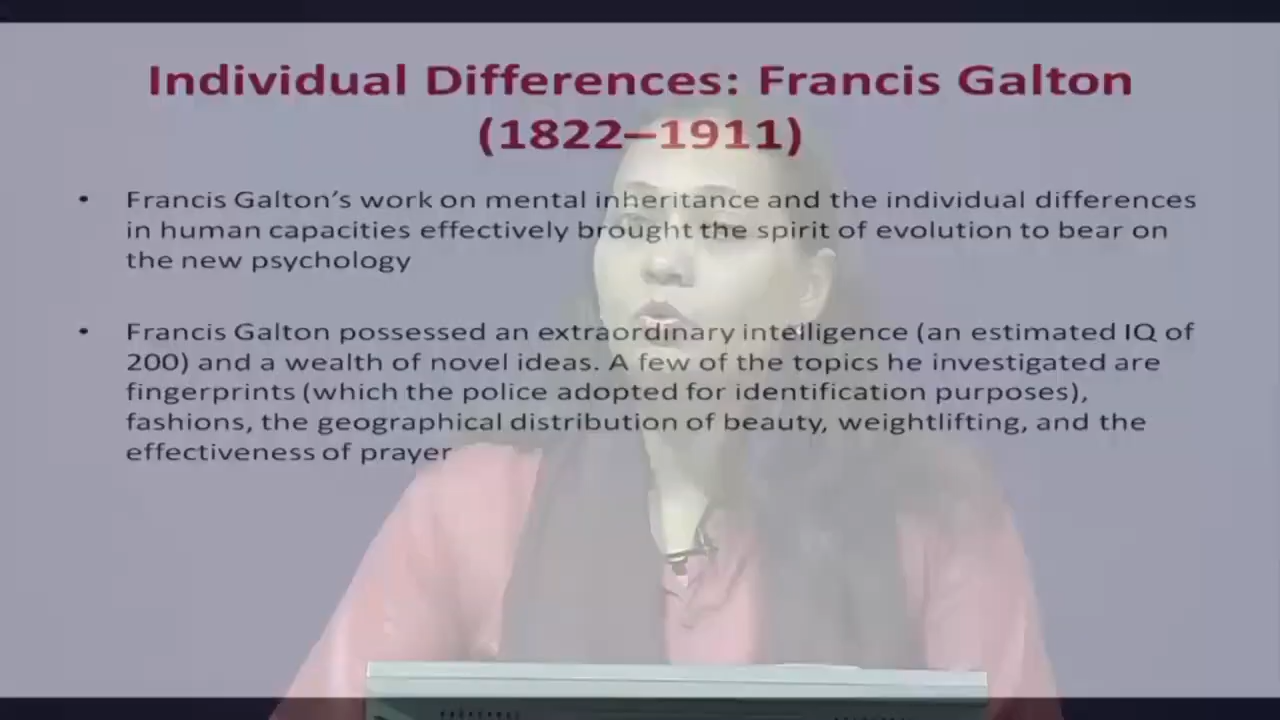 Individual Differences: Francis Galton
(1822–1911)
• Francis Galton's work on mental inheritance and the individual differences
in human capacities effectively brought the spirit of evolution to bear on
the new psychology
• Francis Galton possessed an extraordinary intelligence (an estimated IQ of
200) and a wealth of novel ideas. A few of the topics he investigated are
fingerprints (which the police adopted for identification purposes),
fashions, the geographical distribution of beauty, weightlifting, and the
effectiveness of prayer